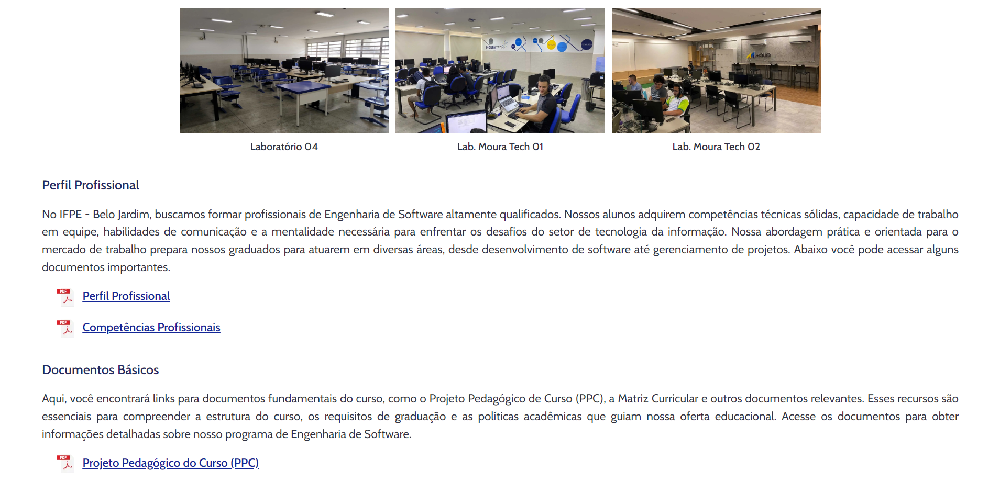 MOURATECH
moura
Laboratório 04
Lab. Moura Tech 01
Lab. Moura Tech 02
Perfil Profissional
No IFPE - Belo Jardim, buscamos formar profissionais de Engenharia de Software altamente qualificados. Nossos alunos adquirem competências técnicas sólidas, capacidade de trabalho
em equipe, habilidades de comunicação e a mentalidade necessária para enfrentar os desafios do setor de tecnologia da informação. Nossa abordagem prática e orientada para o
mercado de trabalho prepara nossos graduados para atuarem em diversas áreas, desde desenvolvimento de software até gerenciamento de projetos. Abaixo você pode acessar alguns
documentos importantes.
PDF Perfil Profissional
PDF Competências Profissionais
Documentos Básicos
Aqui, você encontrará links para documentos fundamentais do curso, como o Projeto Pedagógico de Curso (PPC), a Matriz Curricular e outros documentos relevantes. Esses recursos são
essenciais para compreender a estrutura do curso, os requisitos de graduação e as políticas acadêmicas que guiam nossa oferta educacional. Acesse os documentos para obter
informações detalhadas sobre nosso programa de Engenharia de Software.
PDF Projeto Pedagógico do Curso (PPC)